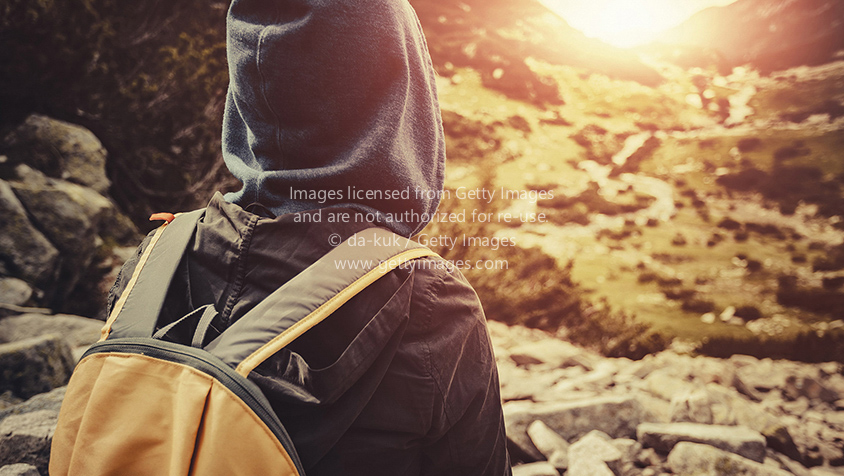 Images licensed from Getty Images
and are not authorized for re-use.
© da-kuk / Getty Images
www.gettyimages.com